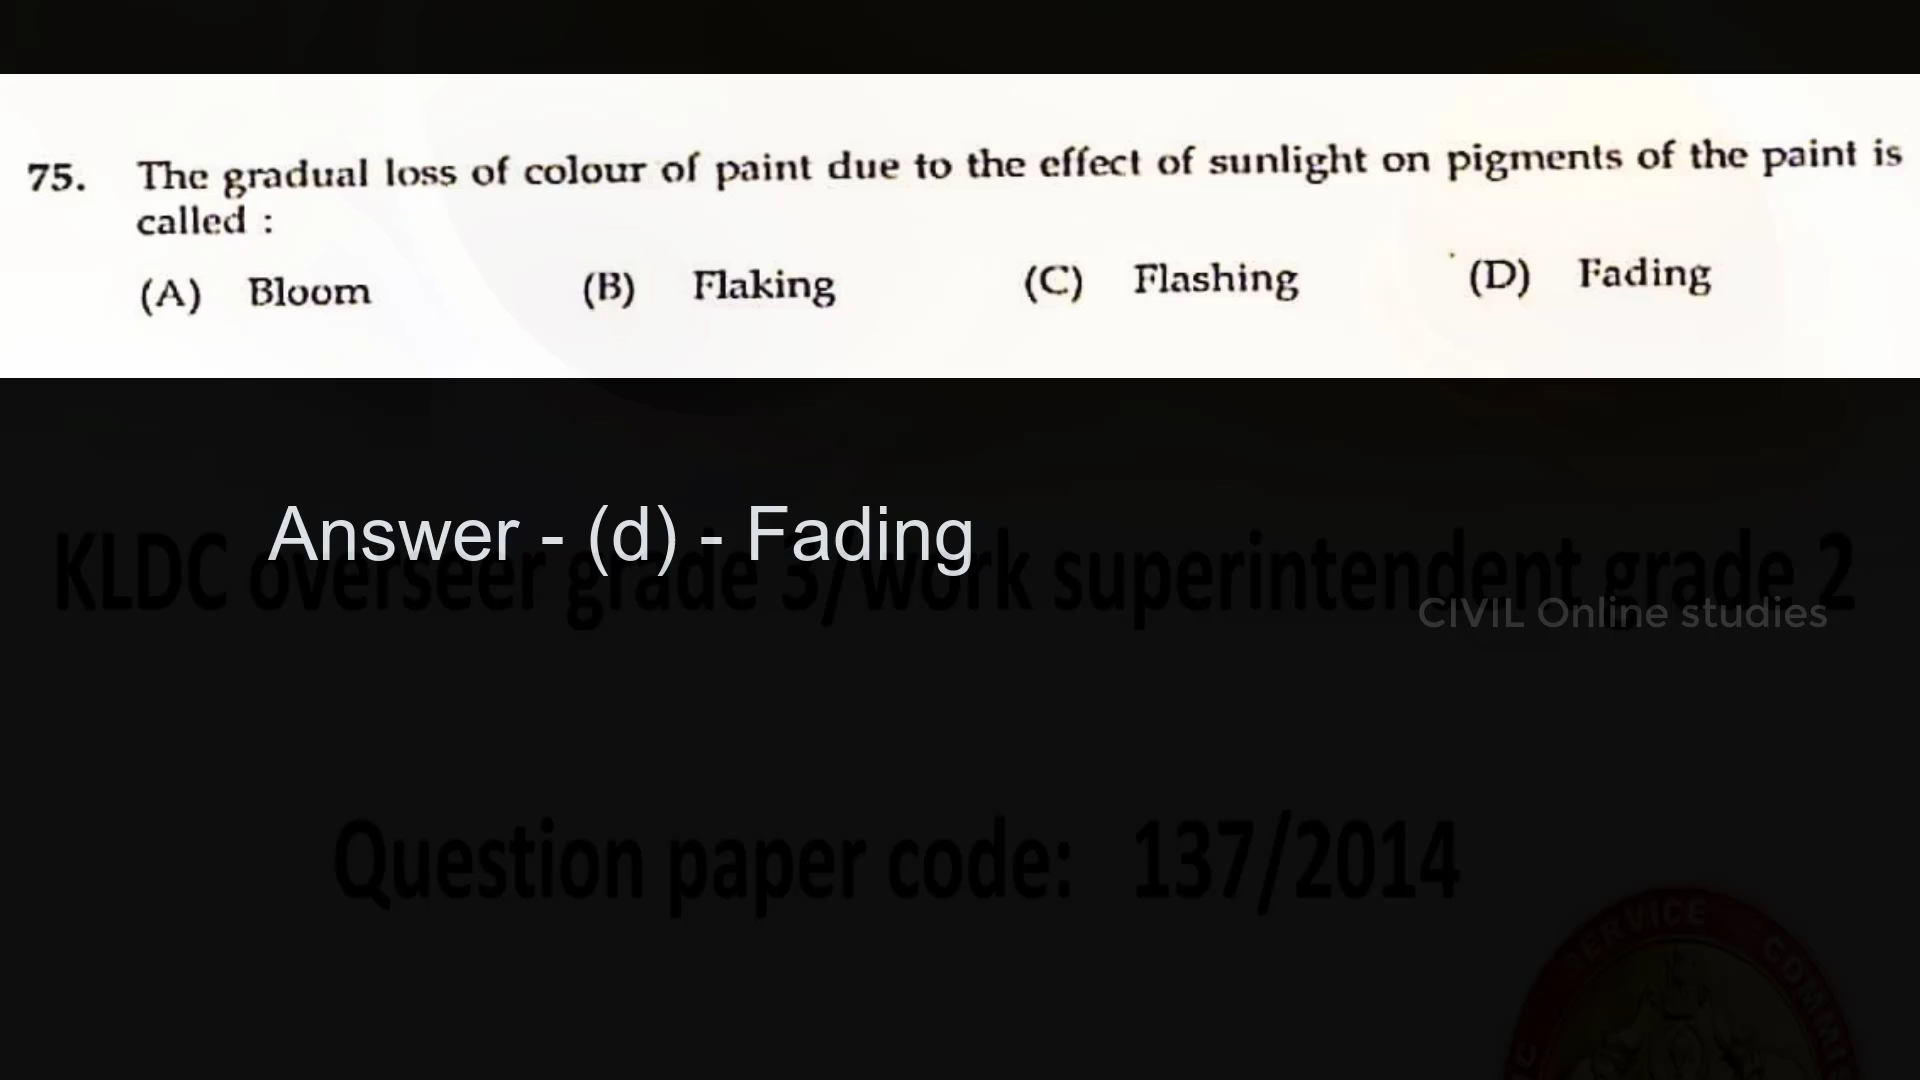 75. The gradual loss of colour of paint due to the effect of sunlight on pigments of the paint is
called :
(A) Bloom (B) Flaking (C) Flashing (D) Fading
Answer - (d) - Fading
KLDC overseer grade 3/work superintendent grade 2
CIVIL Online studies
Question paper code: 137/2014
SERVICE COMMIS